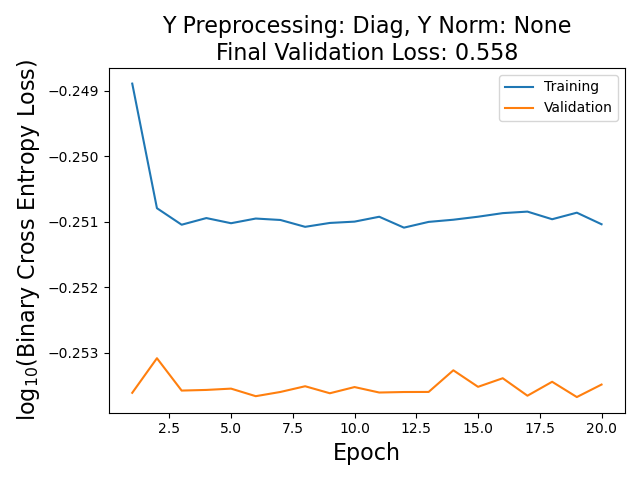 Y Preprocessing: Diag, Y Norm: None
Final Validation Loss: 0.558
log₁₀(Binary Cross Entropy Loss)
−0.249
−0.250
−0.251
−0.252
−0.253
Training
Validation
2.5 5.0 7.5 10.0 12.5 15.0 17.5 20.0
Epoch